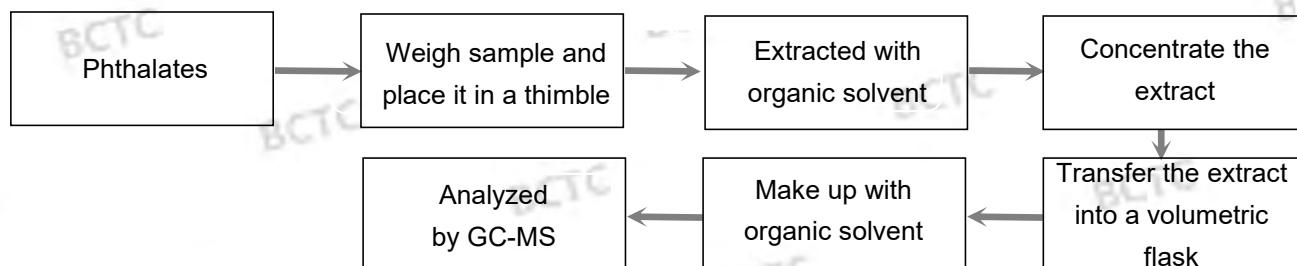 Phthalates
Weigh sample and
place it in a thimble
Extracted with
organic solvent
Concentrate the
extract
Transfer the extract
into a volumetric
flask
Make up with
organic solvent
Analyzed
by GC-MS
BCTC
BCTC
BCTC
BCTC
BCTC